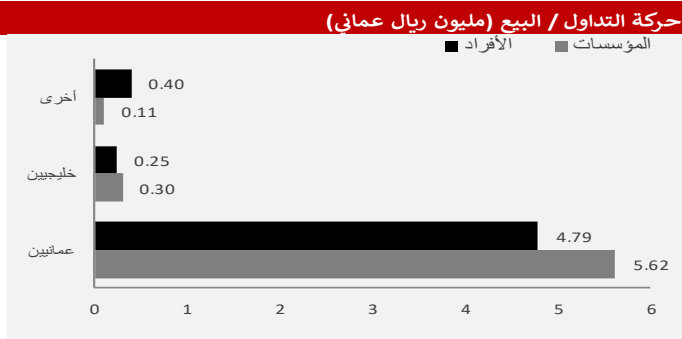 حركة التداول / البيع (مليون ريال عماني)
المؤسسات الأفراد
أخرى
0.40
0.11
خليجيين
0.25
0.30
عمانيين
4.79
5.62
0 1 2 3 4 5 6